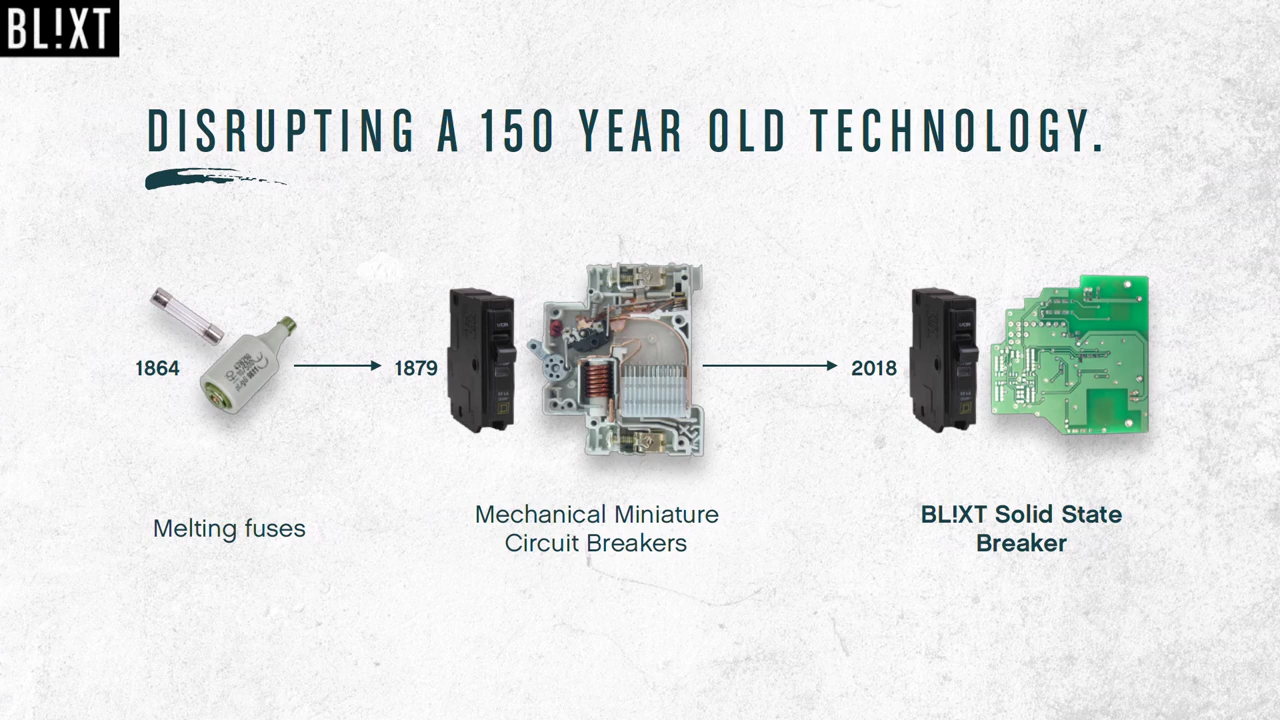 BL!XT
DISRUPTING A 150 YEAR OLD TECHNOLOGY.
1864
1879
2018
Melting fuses
Mechanical Miniature
Circuit Breakers
BL!XT Solid State
Breaker